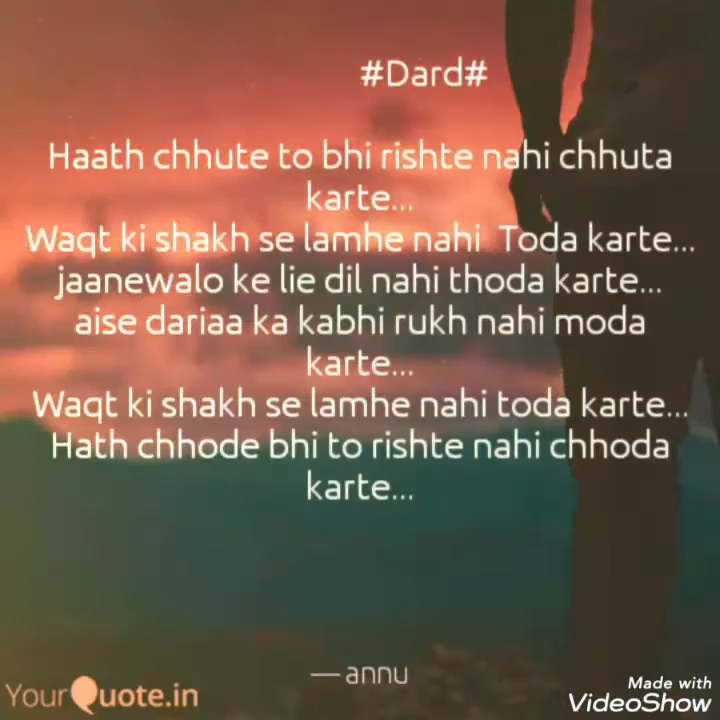 #Dard#
Haath chhute to bhi rishte nahi chhuta
karte...
Waqt ki shakh se lamhe nahi Toda karte...
jaanewalo ke lie dil nahi thoda karte...
aise dariaa ka kabhi rukh nahi moda
karte...
Waqt ki shakh se lamhe nahi toda karte...
Hath chhode bhi to rishte nahi chhoda
karte...
— annu
YourQuote.in
Made with
VideoShow